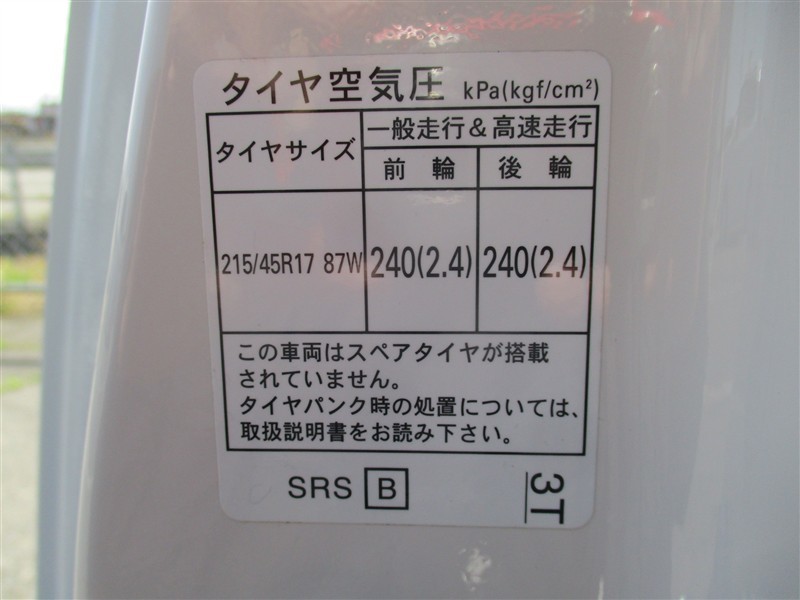 タイヤ空気圧 kPa(kgf/cm²)
タイヤサイズ
一般走行&高速走行
前輪 後輪
215/45R17 87W 240(2.4) 240(2.4)
この車両はスペアタイヤが搭載
されていません。
タイヤパンク時の処置については、
取扱説明書をお読み下さい。
SRS B
3T